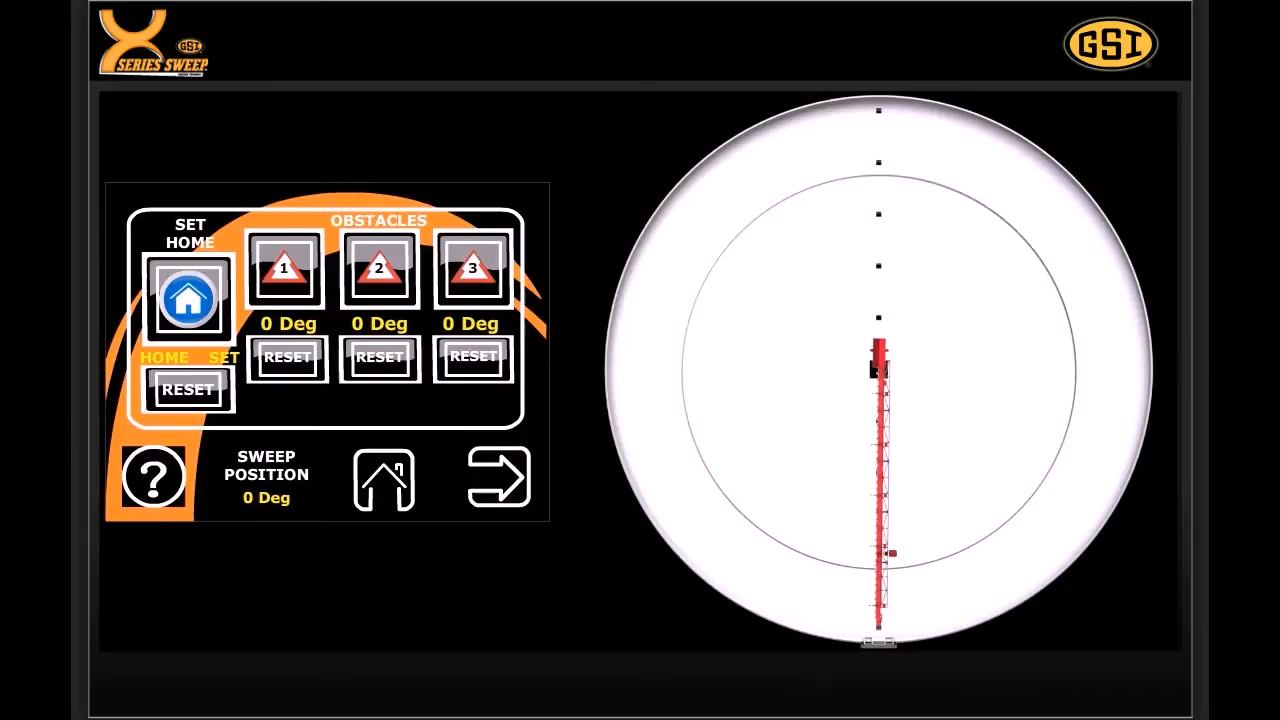 X
GSI
SERIES SWEEP
GSI
SET
HOME
OBSTACLES
1
2
3
0 Deg
0 Deg
0 Deg
HOME SET
RESET
RESET
RESET
RESET
?
SWEEP
POSITION
0 Deg